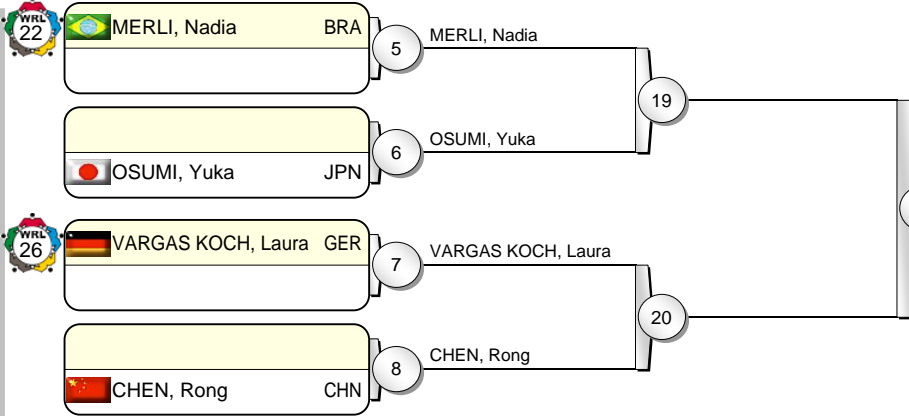 WRL
22
MERLI, Nadia BRA
5
MERLI, Nadia
19
6
OSUMI, Yuka
OSUMI, Yuka JPN
WRL
26
VARGAS KOCH, Laura GER
7
VARGAS KOCH, Laura
20
8
CHEN, Rong
CHEN, Rong CHN